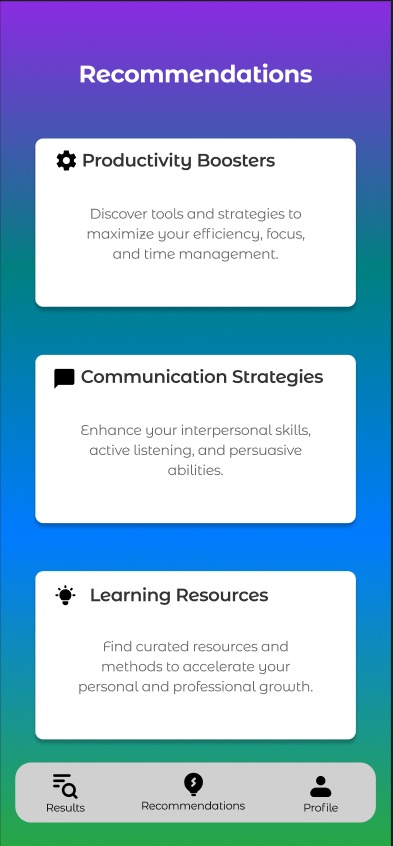 Recommendations
Productivity Boosters
Discover tools and strategies to
maximize your efficiency, focus,
and time management.
Communication Strategies
Enhance your interpersonal skills,
active listening, and persuasive
abilities.
Learning Resources
Find curated resources and
methods to accelerate your
personal and professional growth.
Results
Recommendations
Profile